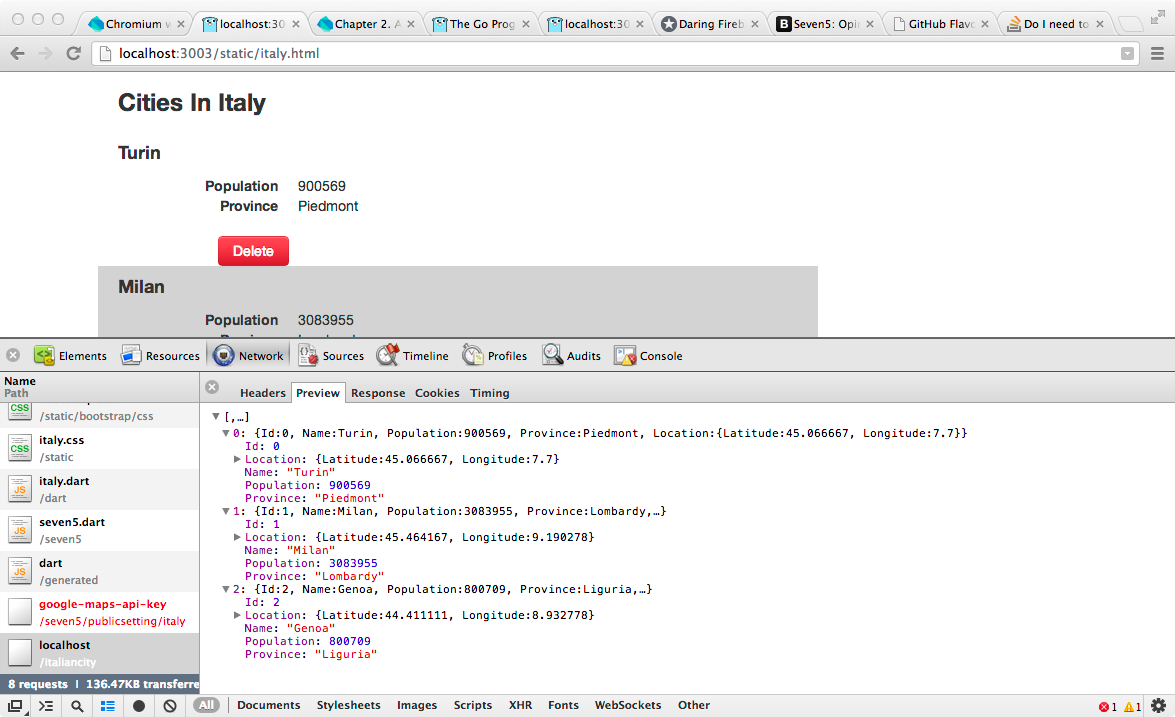 Chromium w
localhost:30
Chapter 2. A
The Go Prog
localhost:30
Daring Fireb
Seven5: Opin
GitHub Flavo
Do I need to
localhost:3003/static/italy.html
Cities In Italy
Turin
Population 900569
Province Piedmont
Delete
Milan
Population 3083955
Elements
Resources
Network
Sources
Timeline
Profiles
Audits
Console
Name
Path
Headers
Preview
Response
Cookies
Timing
CSS
/static/bootstrap/css
CSS
italy.css
/static
JS
italy.dart
/dart
JS
seven5.dart
/seven5
JS
dart
/generated
google-maps-api-key
/seven5/publicsetting/italy
localhost
/italiancity
8 requests | 136.47KB transferre
[,…]
0: {Id:0, Name:Turin, Population:900569, Province:Piedmont, Location:{Latitude:45.066667, Longitude:7.7}}
Id: 0
Location: {Latitude:45.066667, Longitude:7.7}
Name: "Turin"
Population: 900569
Province: "Piedmont"
1: {Id:1, Name:Milan, Population:3083955, Province:Lombardy,…}
Id: 1
Location: {Latitude:45.464167, Longitude:9.190278}
Name: "Milan"
Population: 3083955
Province: "Lombardy"
2: {Id:2, Name:Genoa, Population:800709, Province:Liguria,…}
Id: 2
Location: {Latitude:44.411111, Longitude:8.932778}
Name: "Genoa"
Population: 800709
Province: "Liguria"
All
Documents
Stylesheets
Images
Scripts
XHR
Fonts
WebSockets
Other
1
1